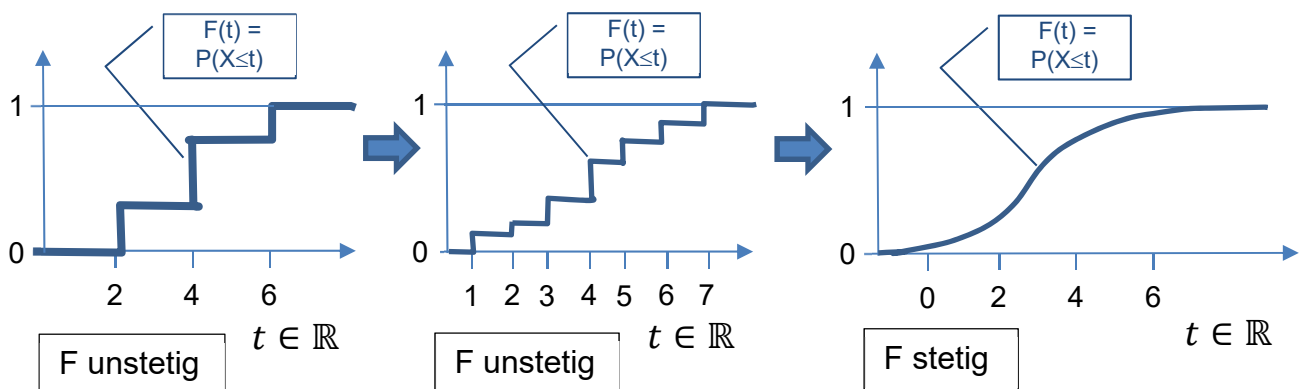 F(t) =
P(X≤t)
1
0
2 4 6
t ∈ ℝ
F unstetig
F(t) =
P(X≤t)
1
0
1 2 3 4 5 6 7
t ∈ ℝ
F unstetig
F(t) =
P(X≤t)
1
0
0 2 4 6
t ∈ ℝ
F stetig